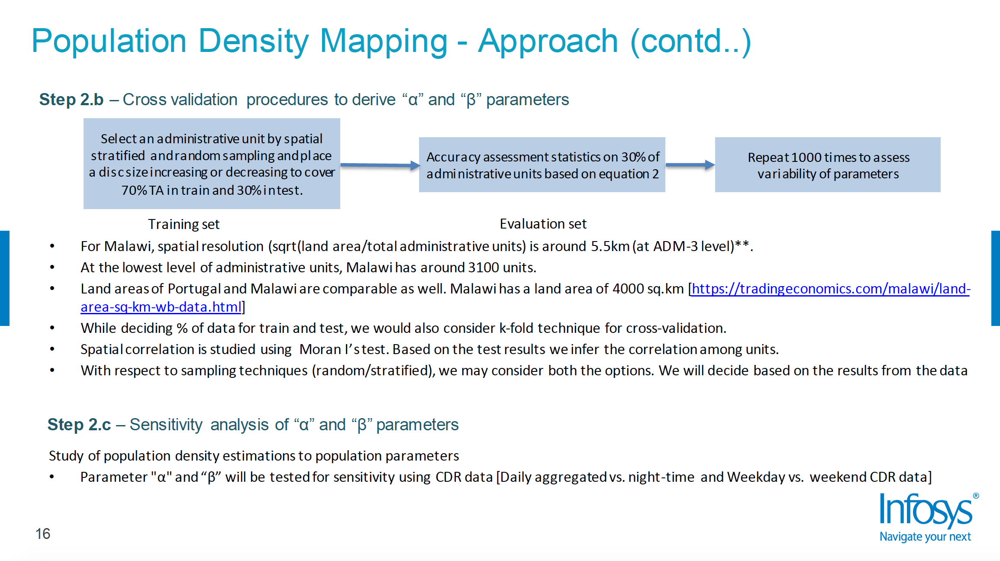 Population Density Mapping - Approach (contd..)
Step 2.b – Cross validation procedures to derive “α” and “β” parameters
Select an administrative unit by spatial
stratified and random sampling and place
a disc size increasing or decreasing to cover
70% TA in train and 30% in test.
Accuracy assessment statistics on 30% of
administrative units based on equation 2
Repeat 1000 times to assess
variability of parameters
Training set
Evaluation set
• For Malawi, spatial resolution (sqrt(land area/total administrative units) is around 5.5km (at ADM-3 level)**.
• At the lowest level of administrative units, Malawi has around 3100 units.
• Land areas of Portugal and Malawi are comparable as well. Malawi has a land area of 4000 sq.km [https://tradingeconomics.com/malawi/land-
area-sq-km-wb-data.html]
• While deciding % of data for train and test, we would also consider k-fold technique for cross-validation.
• Spatial correlation is studied using Moran I’s test. Based on the test results we infer the correlation among units.
• With respect to sampling techniques (random/stratified), we may consider both the options. We will decide based on the results from the data
Step 2.c – Sensitivity analysis of “α” and “β” parameters
Study of population density estimations to population parameters
• Parameter "α" and “β” will be tested for sensitivity using CDR data [Daily aggregated vs. night-time and Weekday vs. weekend CDR data]
Infosys®
Navigate your next
16